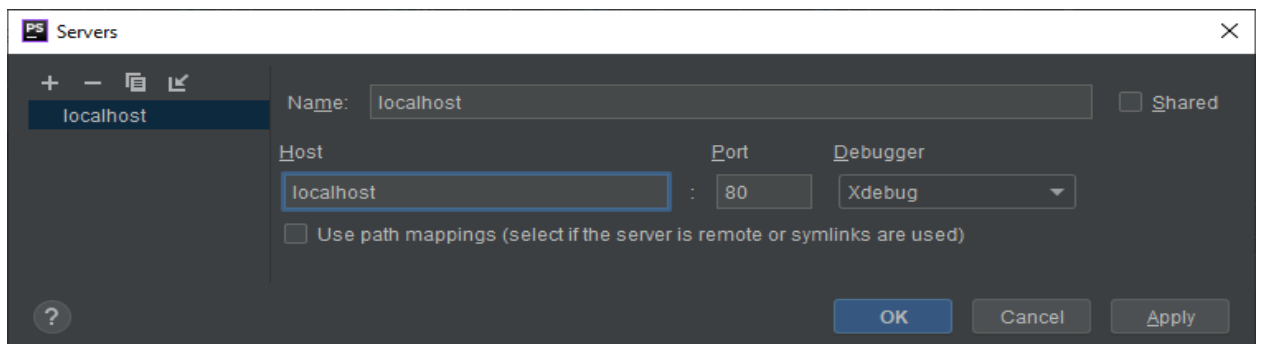 PS Servers
localhost
Name: localhost Shared
Host Port Debugger
localhost : 80 Xdebug
Use path mappings (select if the server is remote or symlinks are used)
? OK Cancel Apply